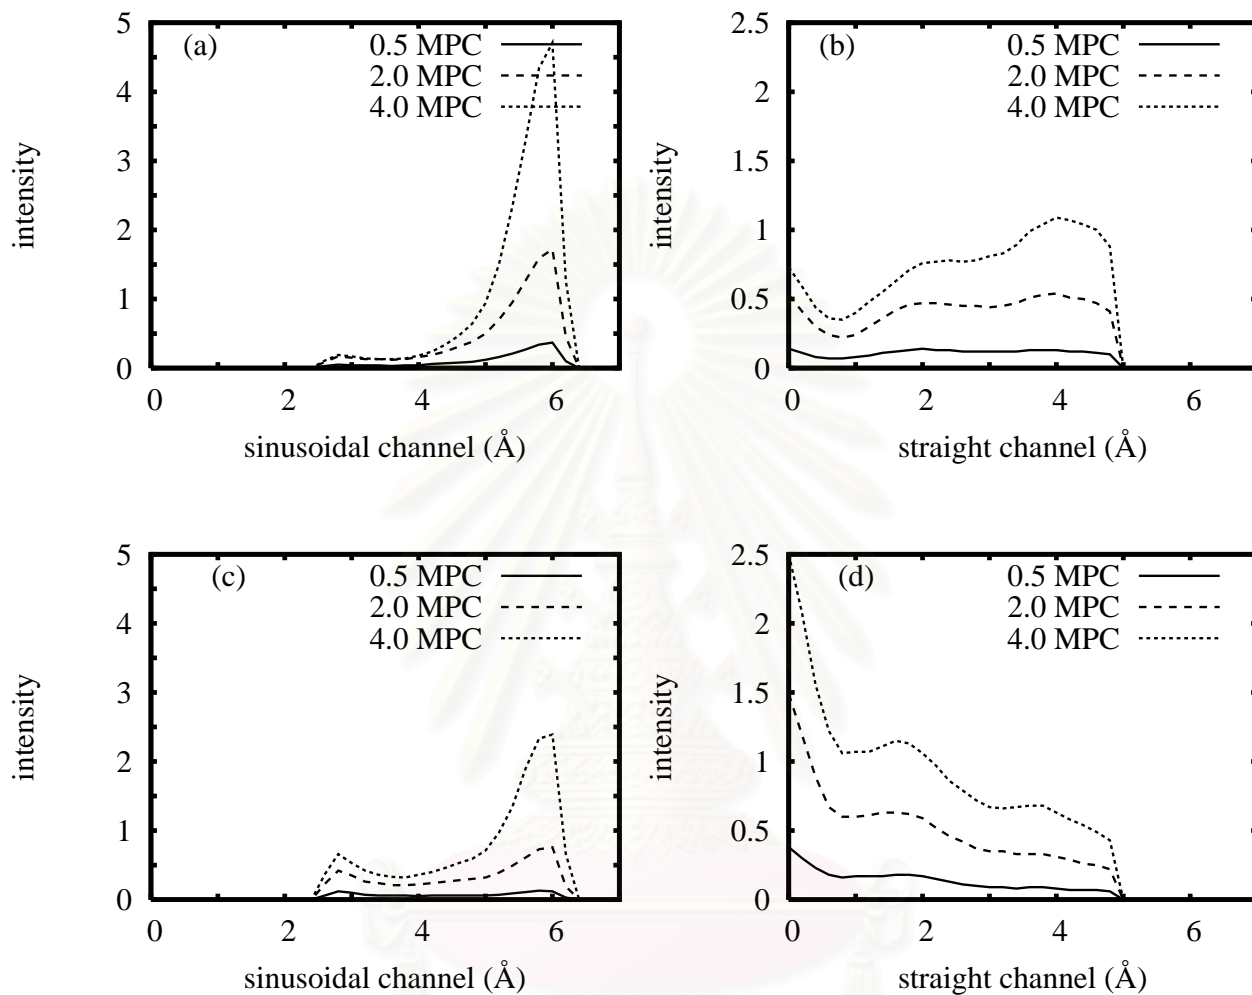 (a)
0.5 MPC
2.0 MPC
4.0 MPC
5
4
3
2
1
0
intensity
0 2 4 6
sinusoidal channel (Å)
(b)
0.5 MPC
2.0 MPC
4.0 MPC
2.5
2
1.5
1
0.5
0
intensity
0 2 4 6
straight channel (Å)
(c)
0.5 MPC
2.0 MPC
4.0 MPC
5
4
3
2
1
0
intensity
0 2 4 6
sinusoidal channel (Å)
(d)
0.5 MPC
2.0 MPC
4.0 MPC
2.5
2
1.5
1
0.5
0
intensity
0 2 4 6
straight channel (Å)